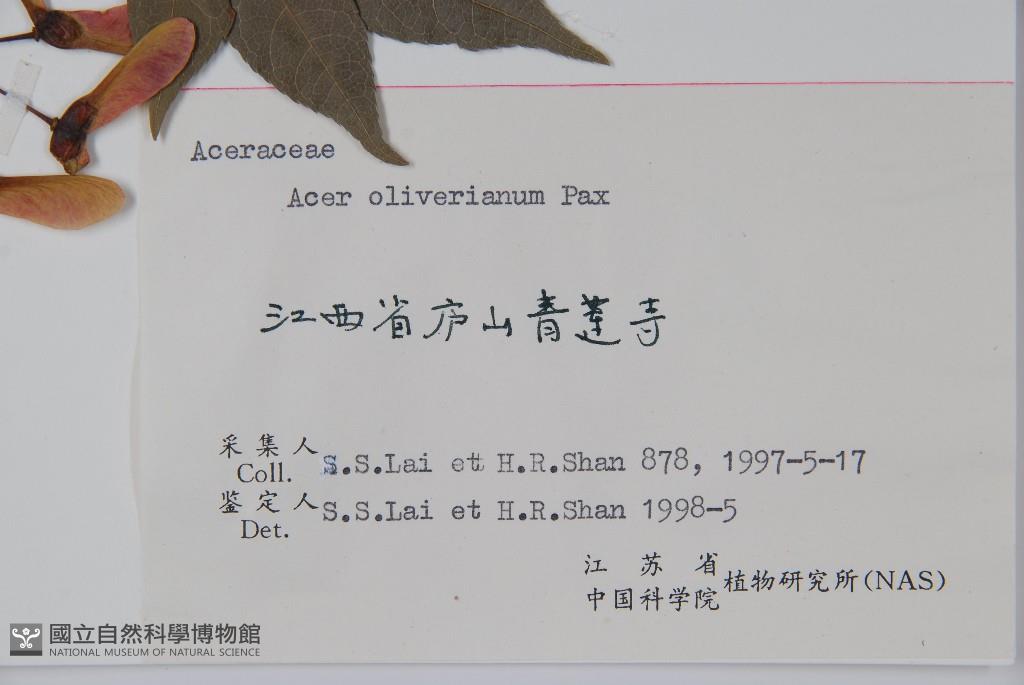 Aceraceae
Acer oliverianum Pax
江西省庐山青莲寺
采集人 S.S.Lai et H.R.Shan 878, 1997-5-17
Coll.
鉴定人 S.S.Lai et H.R.Shan 1998-5
Det.
江苏省
中国科学院 植物研究所(NAS)
國立自然科學博物館
NATIONAL MUSEUM OF NATURAL SCIENCE